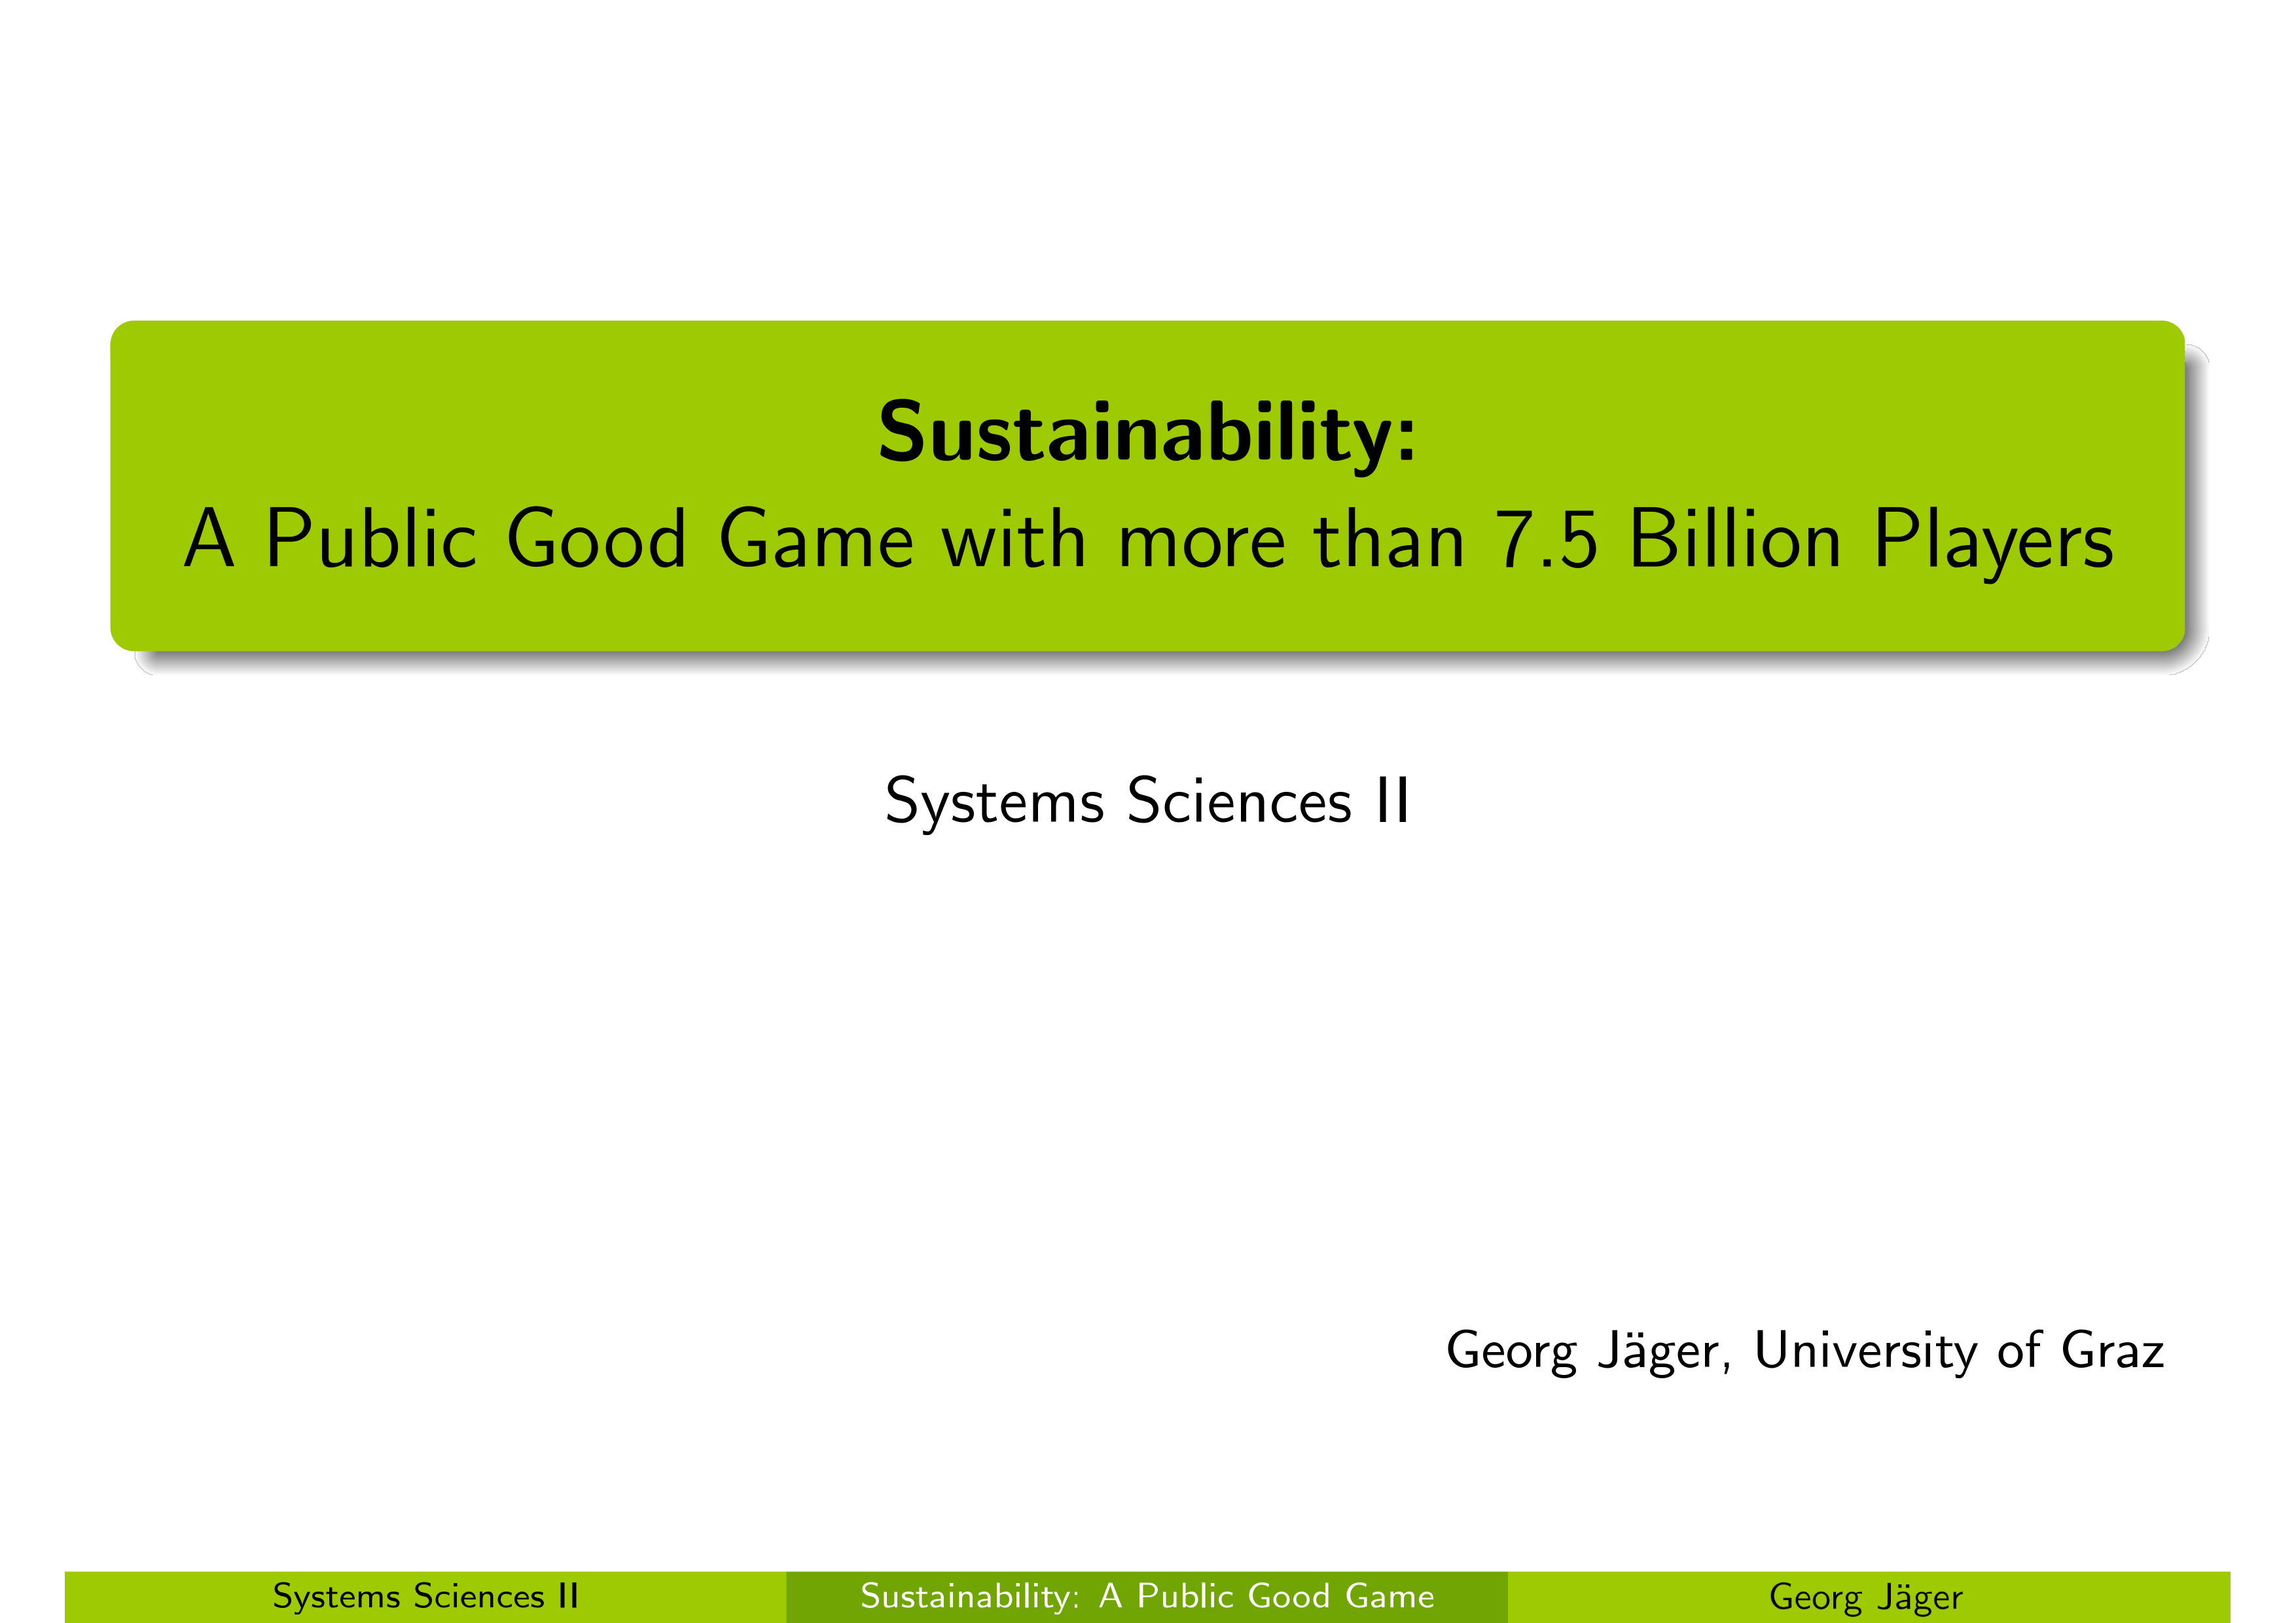 Sustainability:
A Public Good Game with more than 7.5 Billion Players
Systems Sciences II
Georg Jäger, University of Graz
Systems Sciences II
Sustainability: A Public Good Game
Georg Jäger